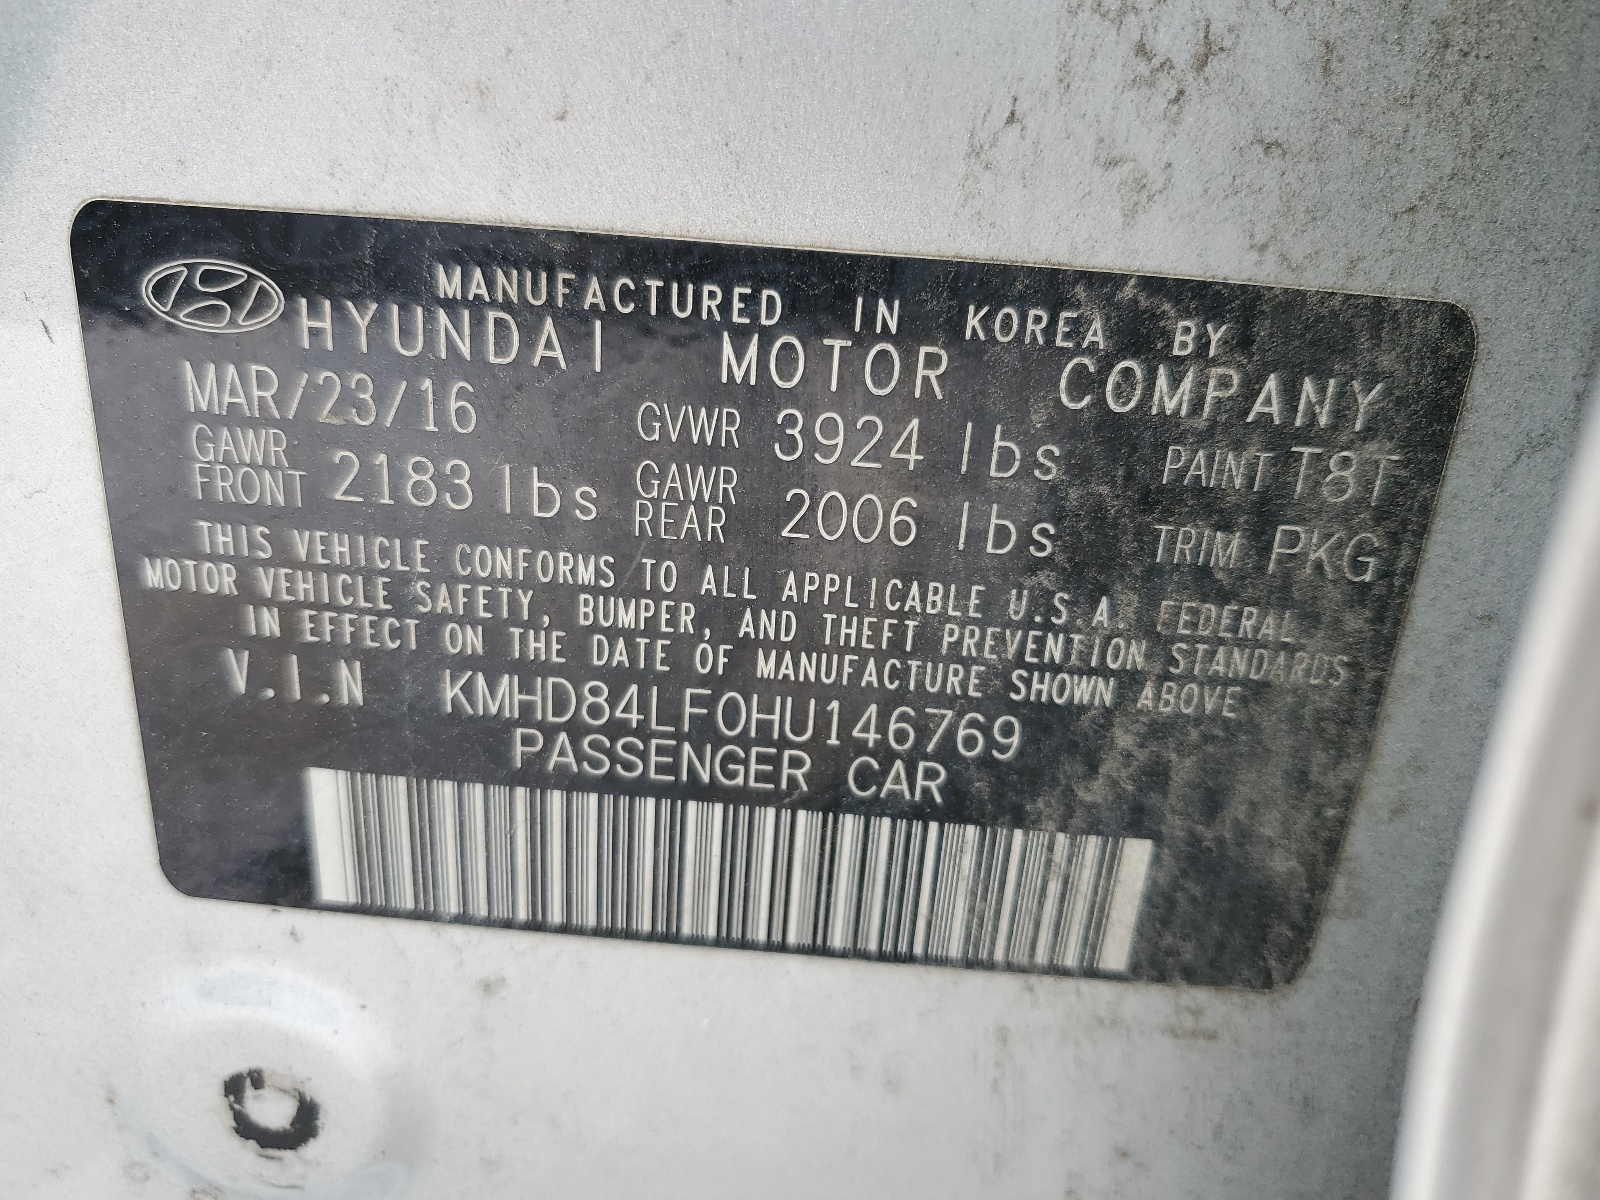 MANUFACTURED IN KOREA BY
HYUNDAI MOTOR COMPANY
MAR/23/16 GVWR 3924 lbs PAINT T8T
GAWR FRONT 2183 lbs GAWR REAR 2006 lbs TRIM PKG
THIS VEHICLE CONFORMS TO ALL APPLICABLE U.S.A. FEDERAL
MOTOR VEHICLE SAFETY, BUMPER, AND THEFT PREVENTION STANDARDS
IN EFFECT ON THE DATE OF MANUFACTURE SHOWN ABOVE
V.I.N KMHD84LF0HU146769
PASSENGER CAR